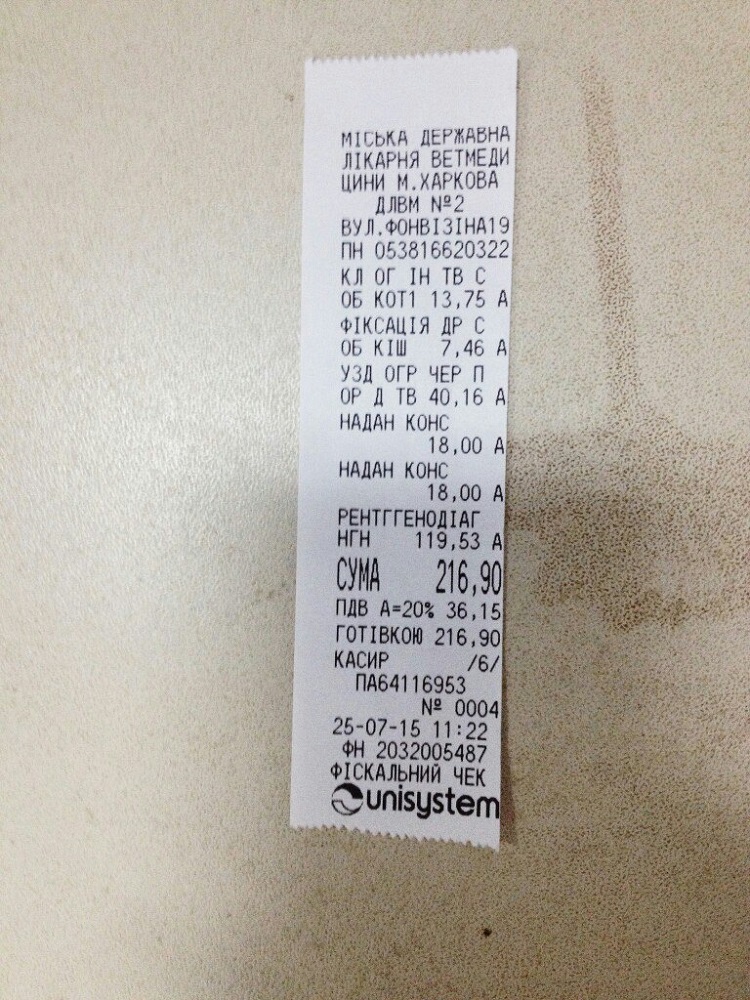 МІСЬКА ДЕРЖАВНА
ЛІКАРНЯ ВЕТМЕДИ
ЦИНИ М.ХАРКОВА
ДЛВМ №2
ВУЛ.ФОНВІЗІНА19
ПН 053816620322
КЛ ОГ ІН ТВ С
ОБ КОТ1 13,75 А
ФІКСАЦІЯ ДР С
ОБ КІШ 7,46 А
УЗД ОГР ЧЕР П
ОР Д ТВ 40,16 А
НАДАН КОНС
18,00 А
НАДАН КОНС
18,00 А
РЕНТГГЕНОДІАГ
НГН 119,53 А
СУМА 216,90
ПДВ А=20% 36,15
ГОТІВКОЮ 216,90
КАСИР /6/
ПА64116953
№ 0004
25-07-15 11:22
ФН 2032005487
ФІСКАЛЬНИЙ ЧЕК
unisystem